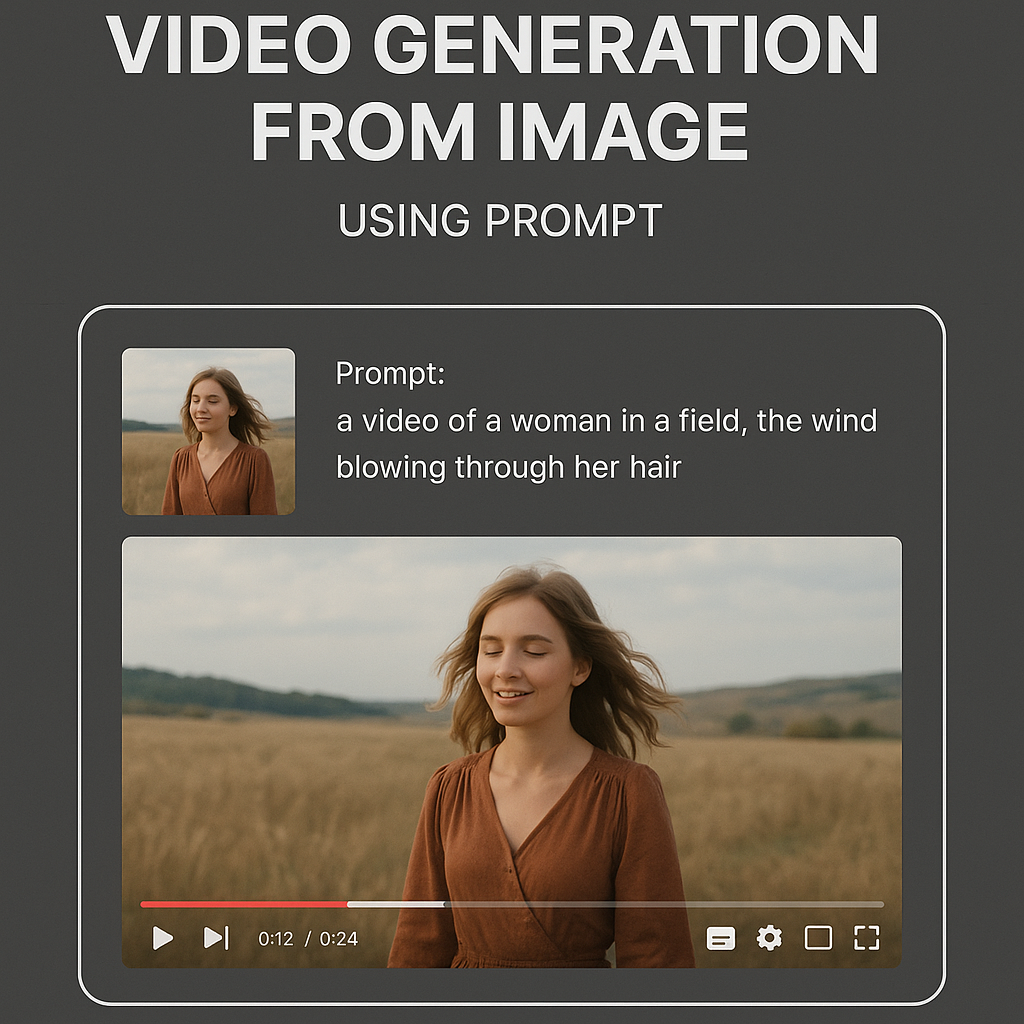 VIDEO GENERATION
FROM IMAGE
USING PROMPT
Prompt:
a video of a woman in a field, the wind
blowing through her hair
0:12 / 0:24